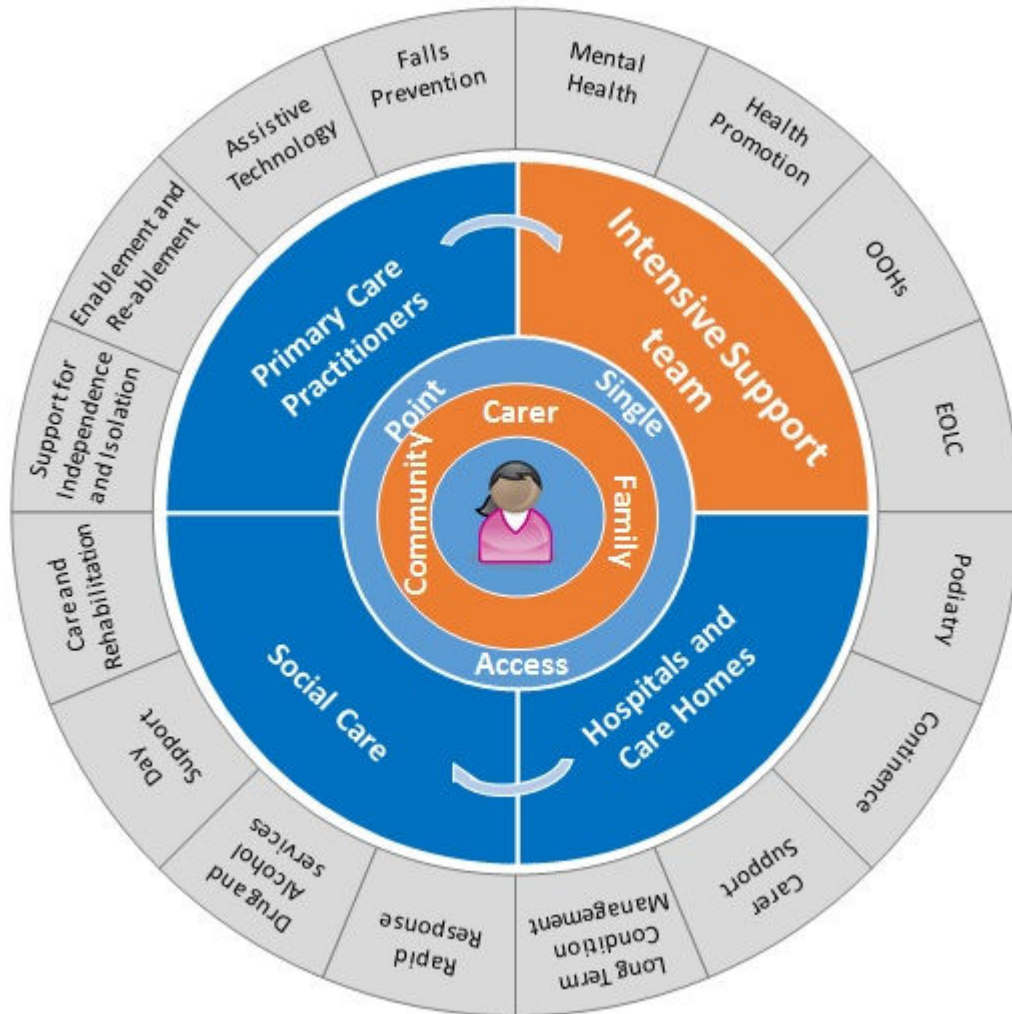 Falls
Prevention
Mental
Health
Health
Promotion
OOHs
EOLC
Podiatry
Continence
Carer
Support
Long Term
Condition
Management
Rapid
Response
Drug and
Alcohol
services
Day
Support
Care and
Rehabilitation
Support for
Independence
and Isolation
Enablement and
Re-ablement
Assistive
Technology
Primary Care
Practitioners
Intensive Support
team
Hospitals and
Care Homes
Social Care
Single
Point
Access
Carer
Family
Community